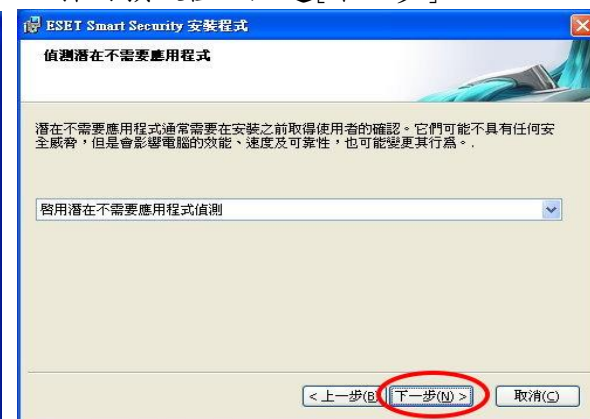 [下一步]
ESET Smart Security 安裝程式
偵測潛在不需要應用程式
潛在不需要應用程式通常需要在安裝之前取得使用者的確認。它們可能不具有任何安
全威脅，但是會影響電腦的效能、速度及可靠性，也可能變更其行為。.
啓用潛在不需要應用程式偵測
< 上一步(B)
下一步(N) >
取消(C)